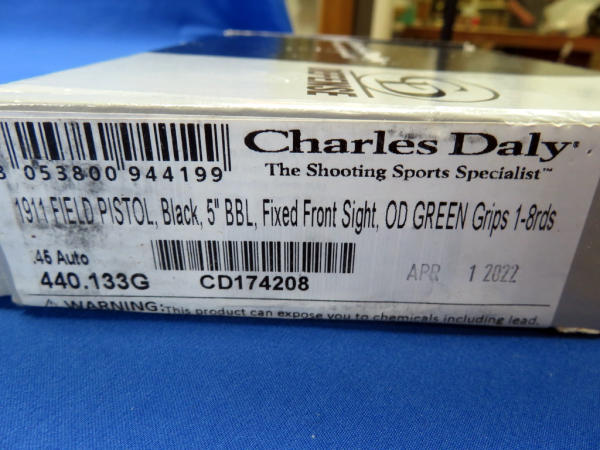 Charles Daly®
The Shooting Sports Specialist™
8 053800 944199
1911 FIELD PISTOL, Black, 5" BBL, Fixed Front Sight, OD GREEN Grips 1-8rds
.45 Auto
440.133G
CD174208
APR 1 2022
⚠ WARNING: This product can expose you to chemicals including lead,